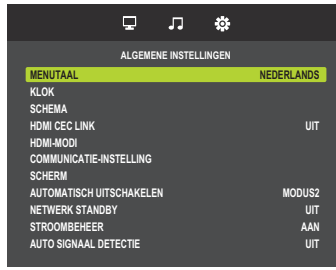 ALGEMENE INSTELLINGEN
MENUTAAL NEDERLANDS
KLOK
SCHEMA
HDMI CEC LINK UIT
HDMI-MODI
COMMUNICATIE-INSTELLING
SCHERM
AUTOMATISCH UITSCHAKELEN MODUS2
NETWERK STANDBY UIT
STROOMBEHEER AAN
AUTO SIGNAAL DETECTIE UIT